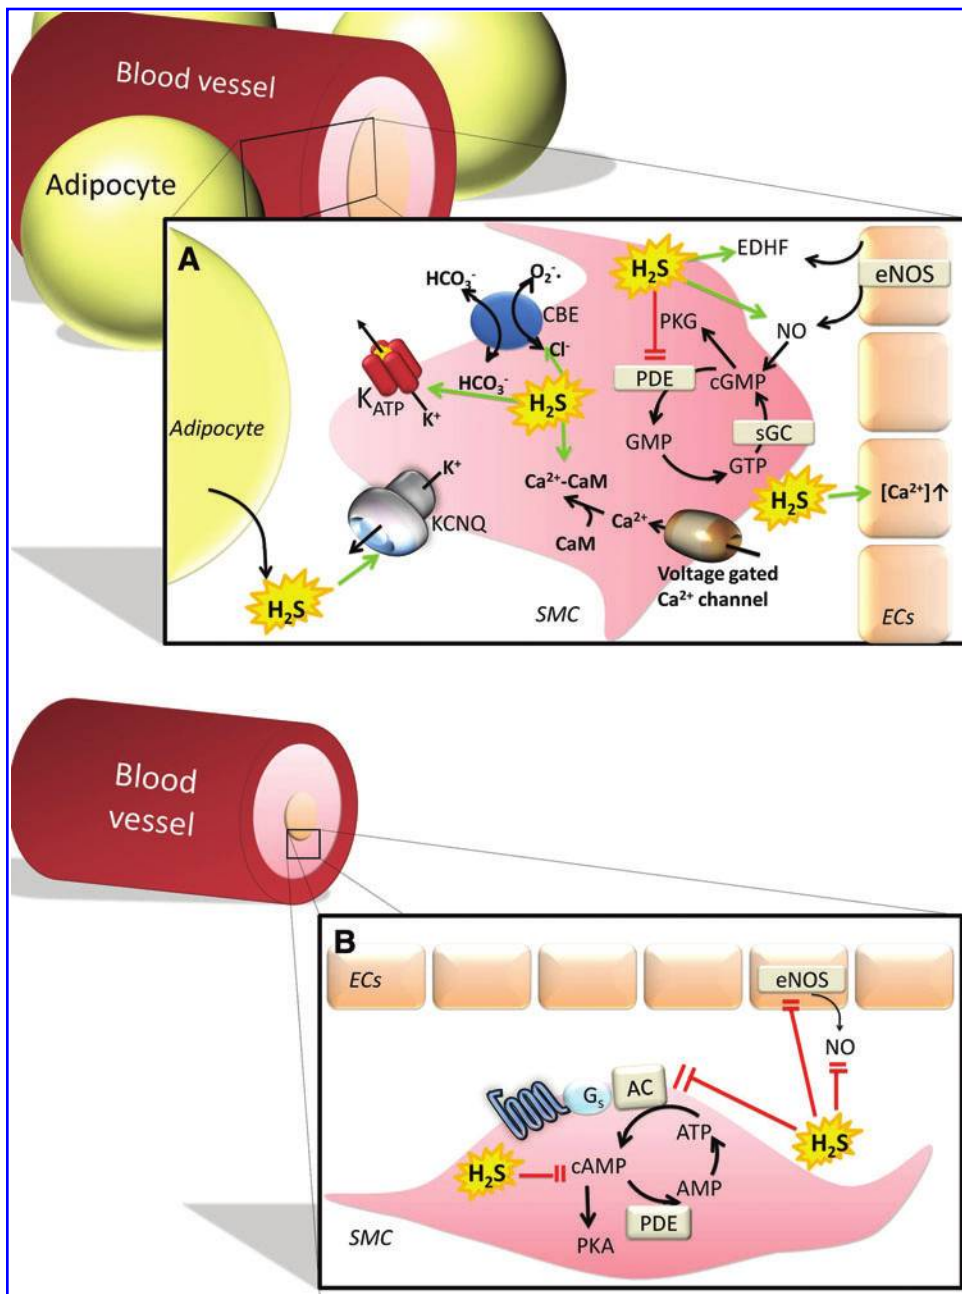 Blood vessel
Adipocyte
A
H₂S
EDHF
eNOS
HCO₃⁻
O₂⁻·
CBE
PKG
NO
Cl⁻
K_ATP
HCO₃⁻
PDE
cGMP
K⁺
H₂S
Adipocyte
GMP
sGC
GTP
K⁺
Ca²⁺-CaM
H₂S
[Ca²⁺]↑
KCNQ
Ca²⁺
CaM
Voltage gated
Ca²⁺ channel
H₂S
SMC
ECs
Blood
vessel
B
ECs
eNOS
NO
AC
Gₛ
ATP
H₂S
H₂S
cAMP
AMP
PDE
SMC
PKA